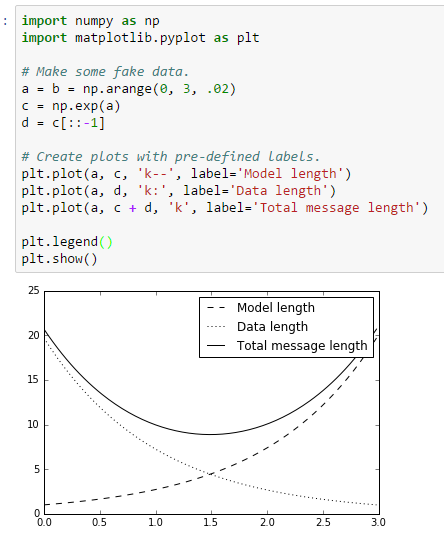 :
import numpy as np
import matplotlib.pyplot as plt
# Make some fake data.
a = b = np.arange(0, 3, .02)
c = np.exp(a)
d = c[::-1]
# Create plots with pre-defined labels.
plt.plot(a, c, 'k--', label='Model length')
plt.plot(a, d, 'k:', label='Data length')
plt.plot(a, c + d, 'k', label='Total message length')
plt.legend()
plt.show()
25
20
15
10
5
0
Model length
Data length
Total message length
0.0 0.5 1.0 1.5 2.0 2.5 3.0